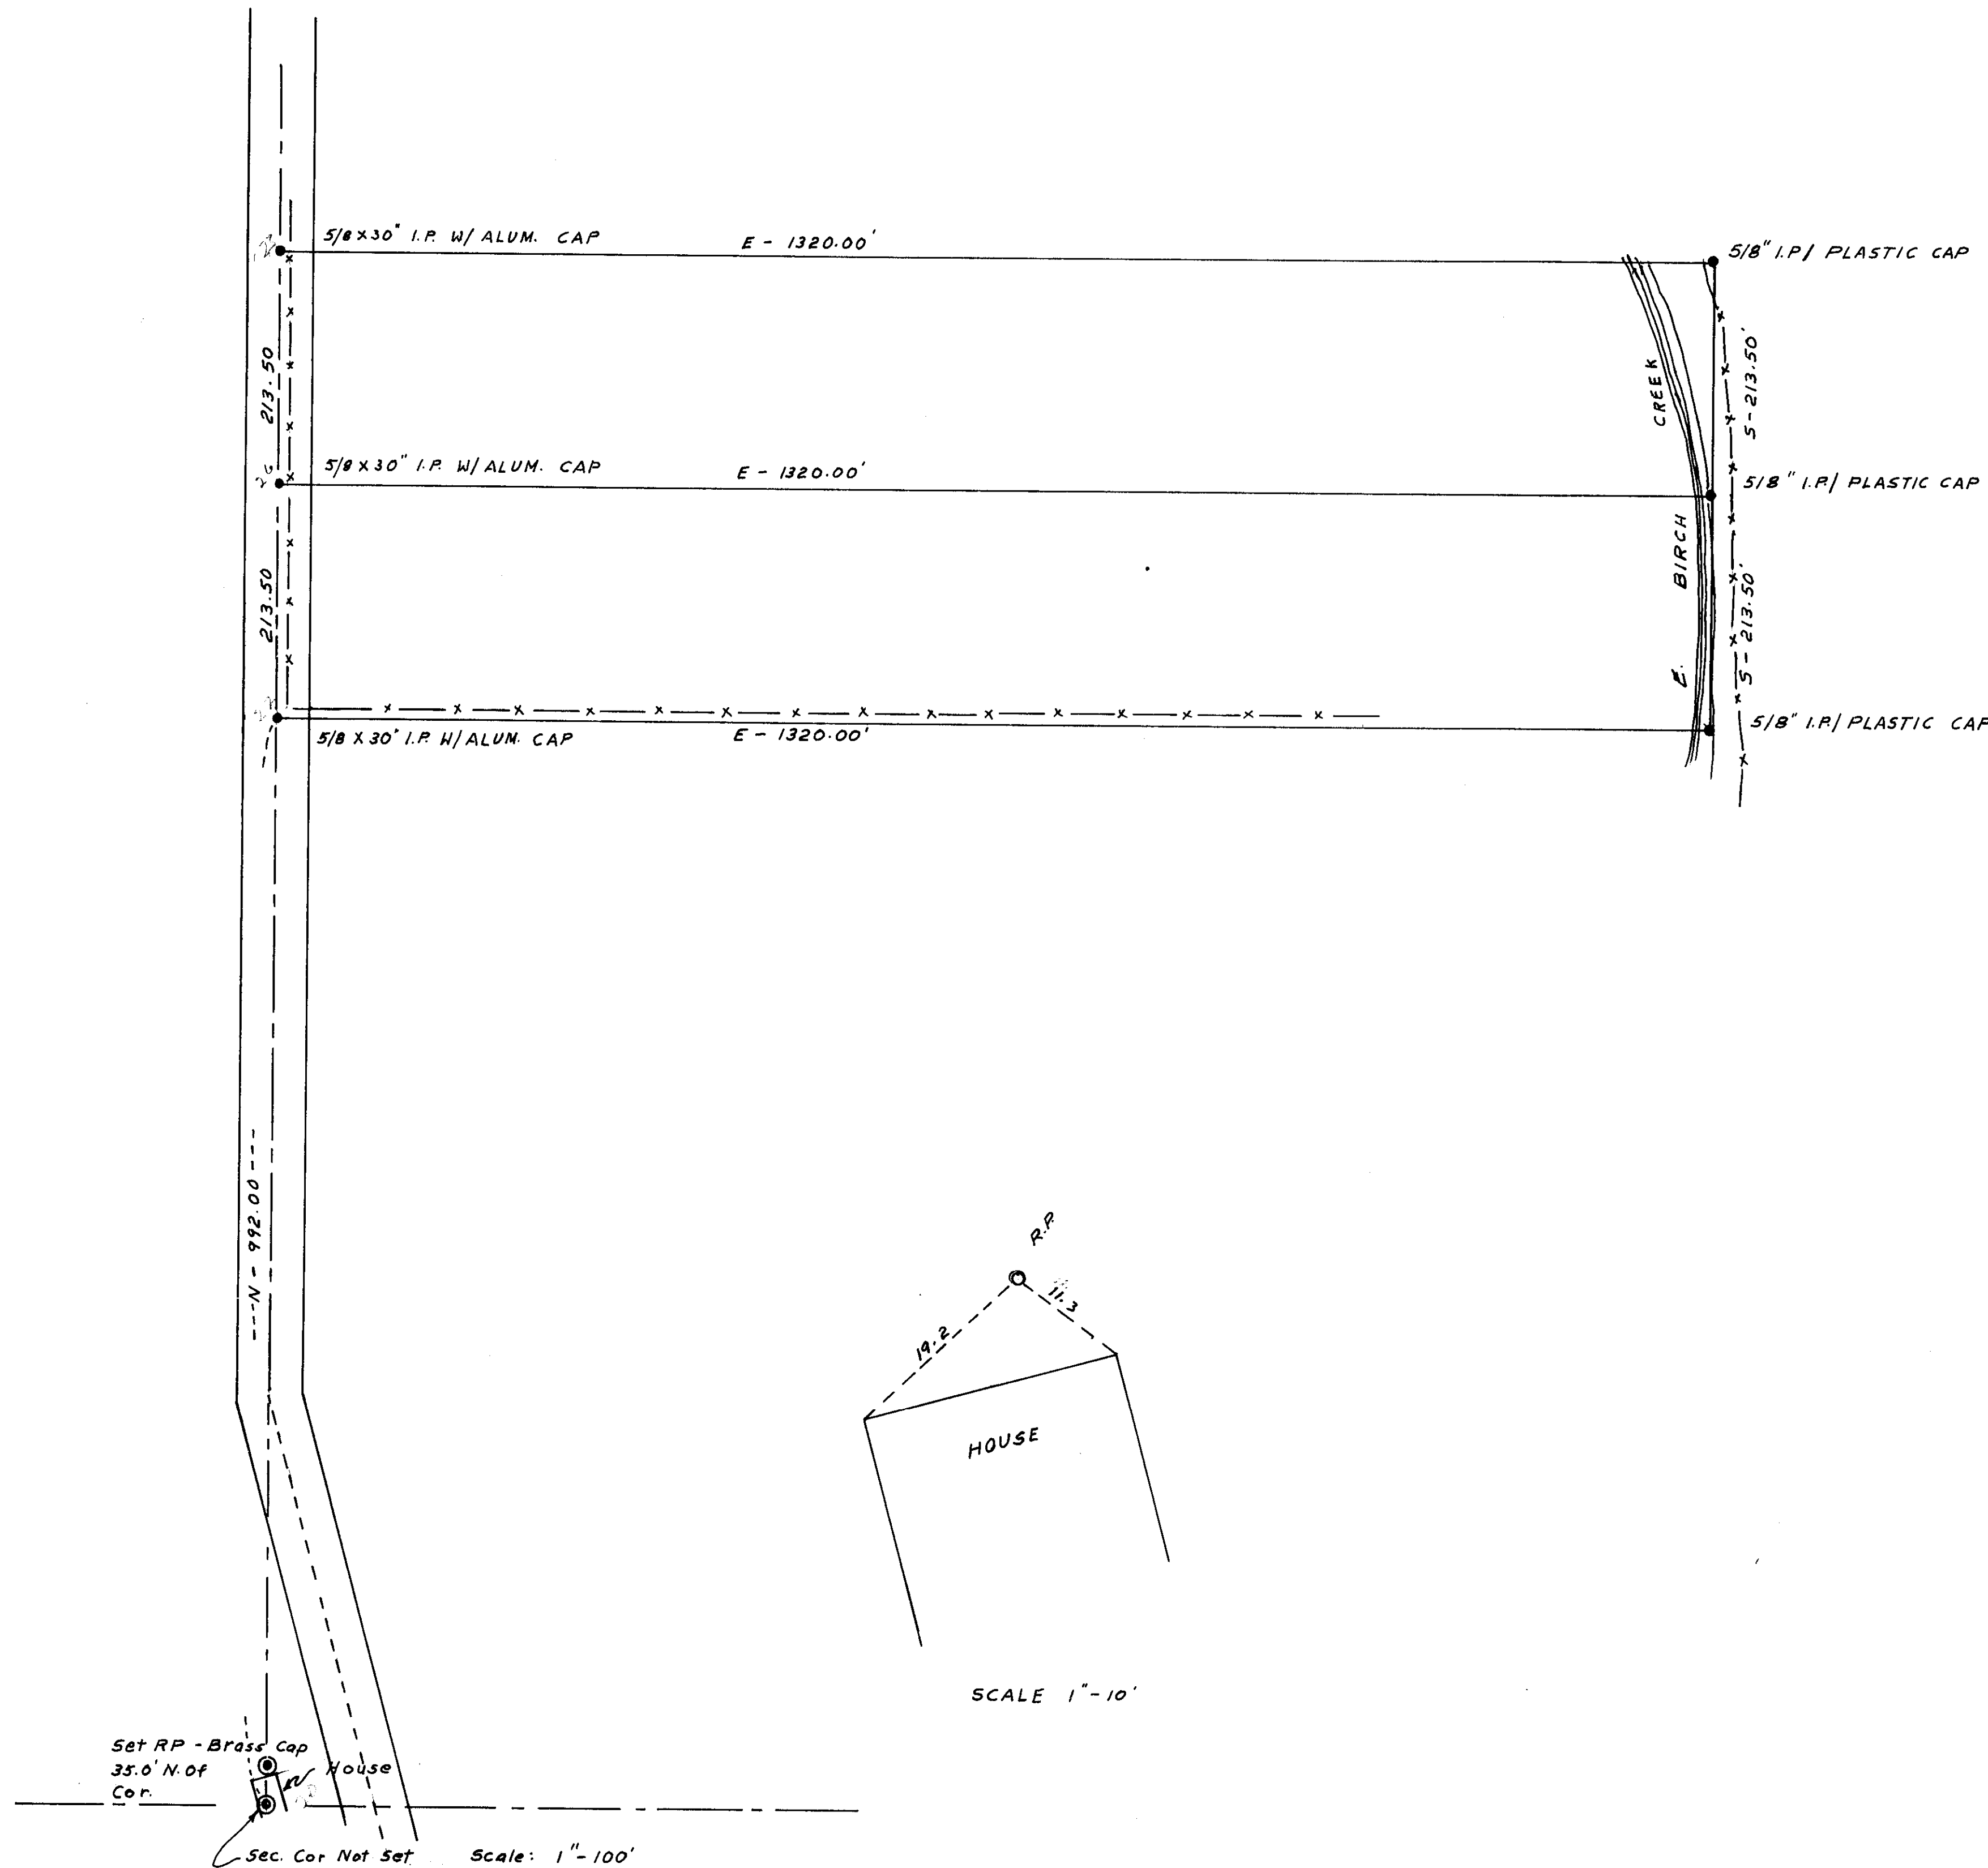 5/8 X 30" I.P. W/ ALUM. CAP
E - 1320.00'
5/8" I.P/ PLASTIC CAP
213.50
CREEK
S - 213.50'
5/8 X 30" I.P. W/ ALUM. CAP
E - 1320.00'
5/8" I.P/ PLASTIC CAP
26
213.50
BIRCH
S - 213.50'
E.
5/8 X 30" I.P. W/ ALUM. CAP
E - 1320.00'
5/8" I.P/ PLASTIC CAP
N - 992.00
R.P.
11.3
19.2
HOUSE
SCALE 1" - 10'
Set RP - Brass Cap
35.0' N. Of
Cor.
House
Sec. Cor Not Set
Scale: 1" - 100'